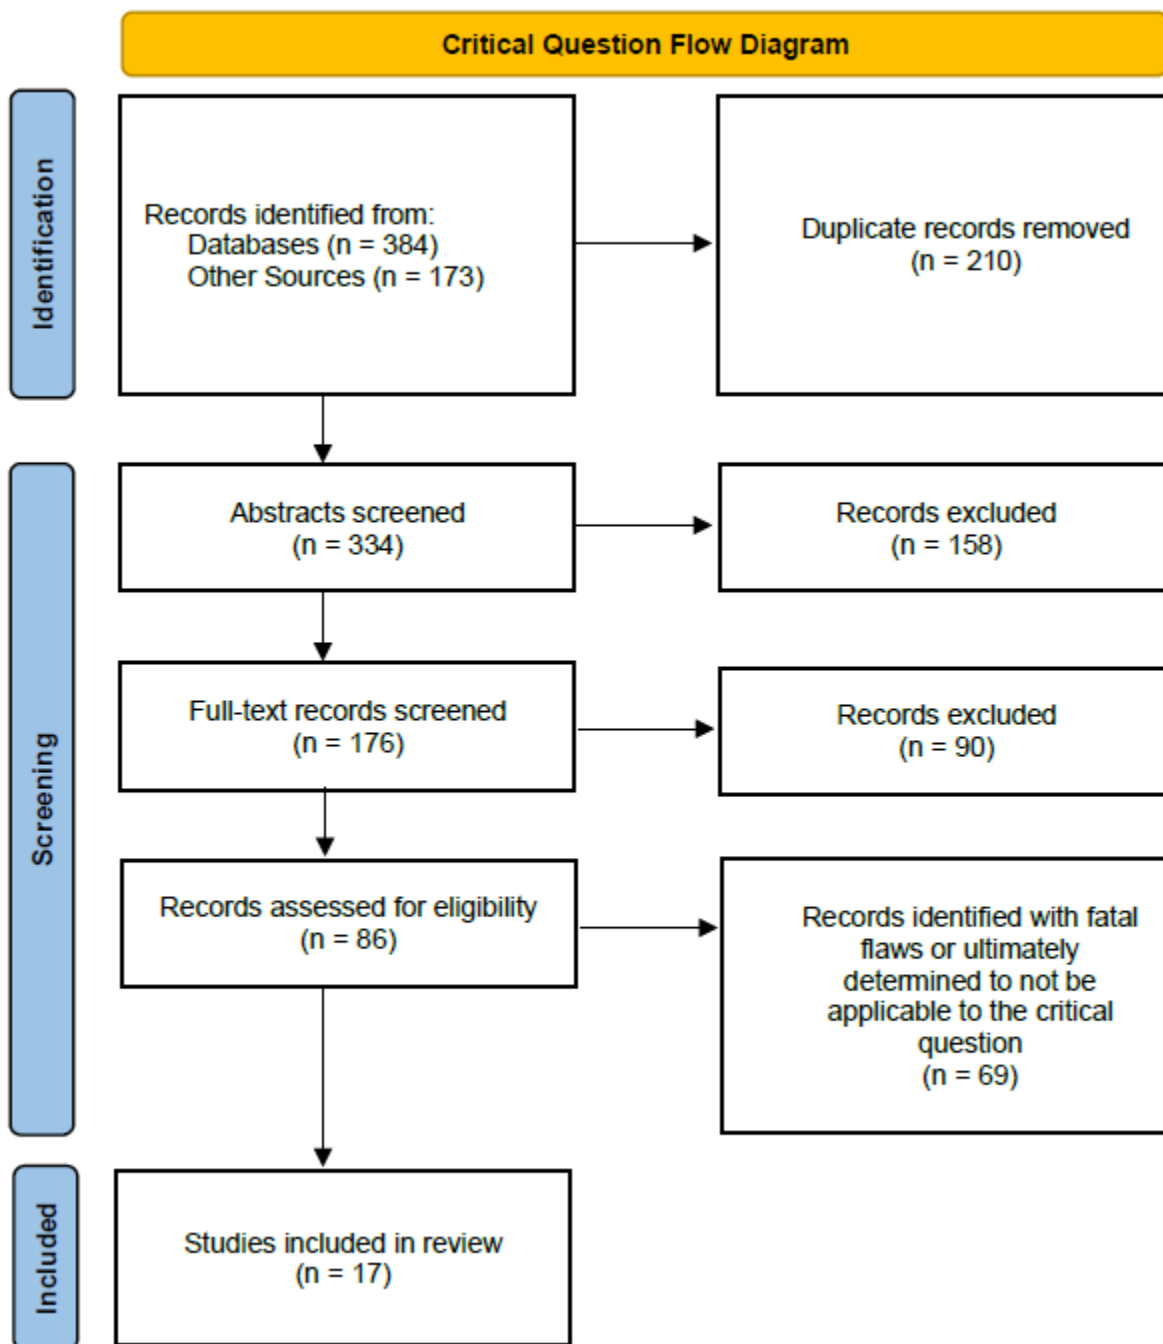 Critical Question Flow Diagram
Identification
Records identified from:
Databases (n = 384)
Other Sources (n = 173)
Duplicate records removed
(n = 210)
Screening
Abstracts screened
(n = 334)
Records excluded
(n = 158)
Full-text records screened
(n = 176)
Records excluded
(n = 90)
Records assessed for eligibility
(n = 86)
Records identified with fatal
flaws or ultimately
determined to not be
applicable to the critical
question
(n = 69)
Included
Studies included in review
(n = 17)